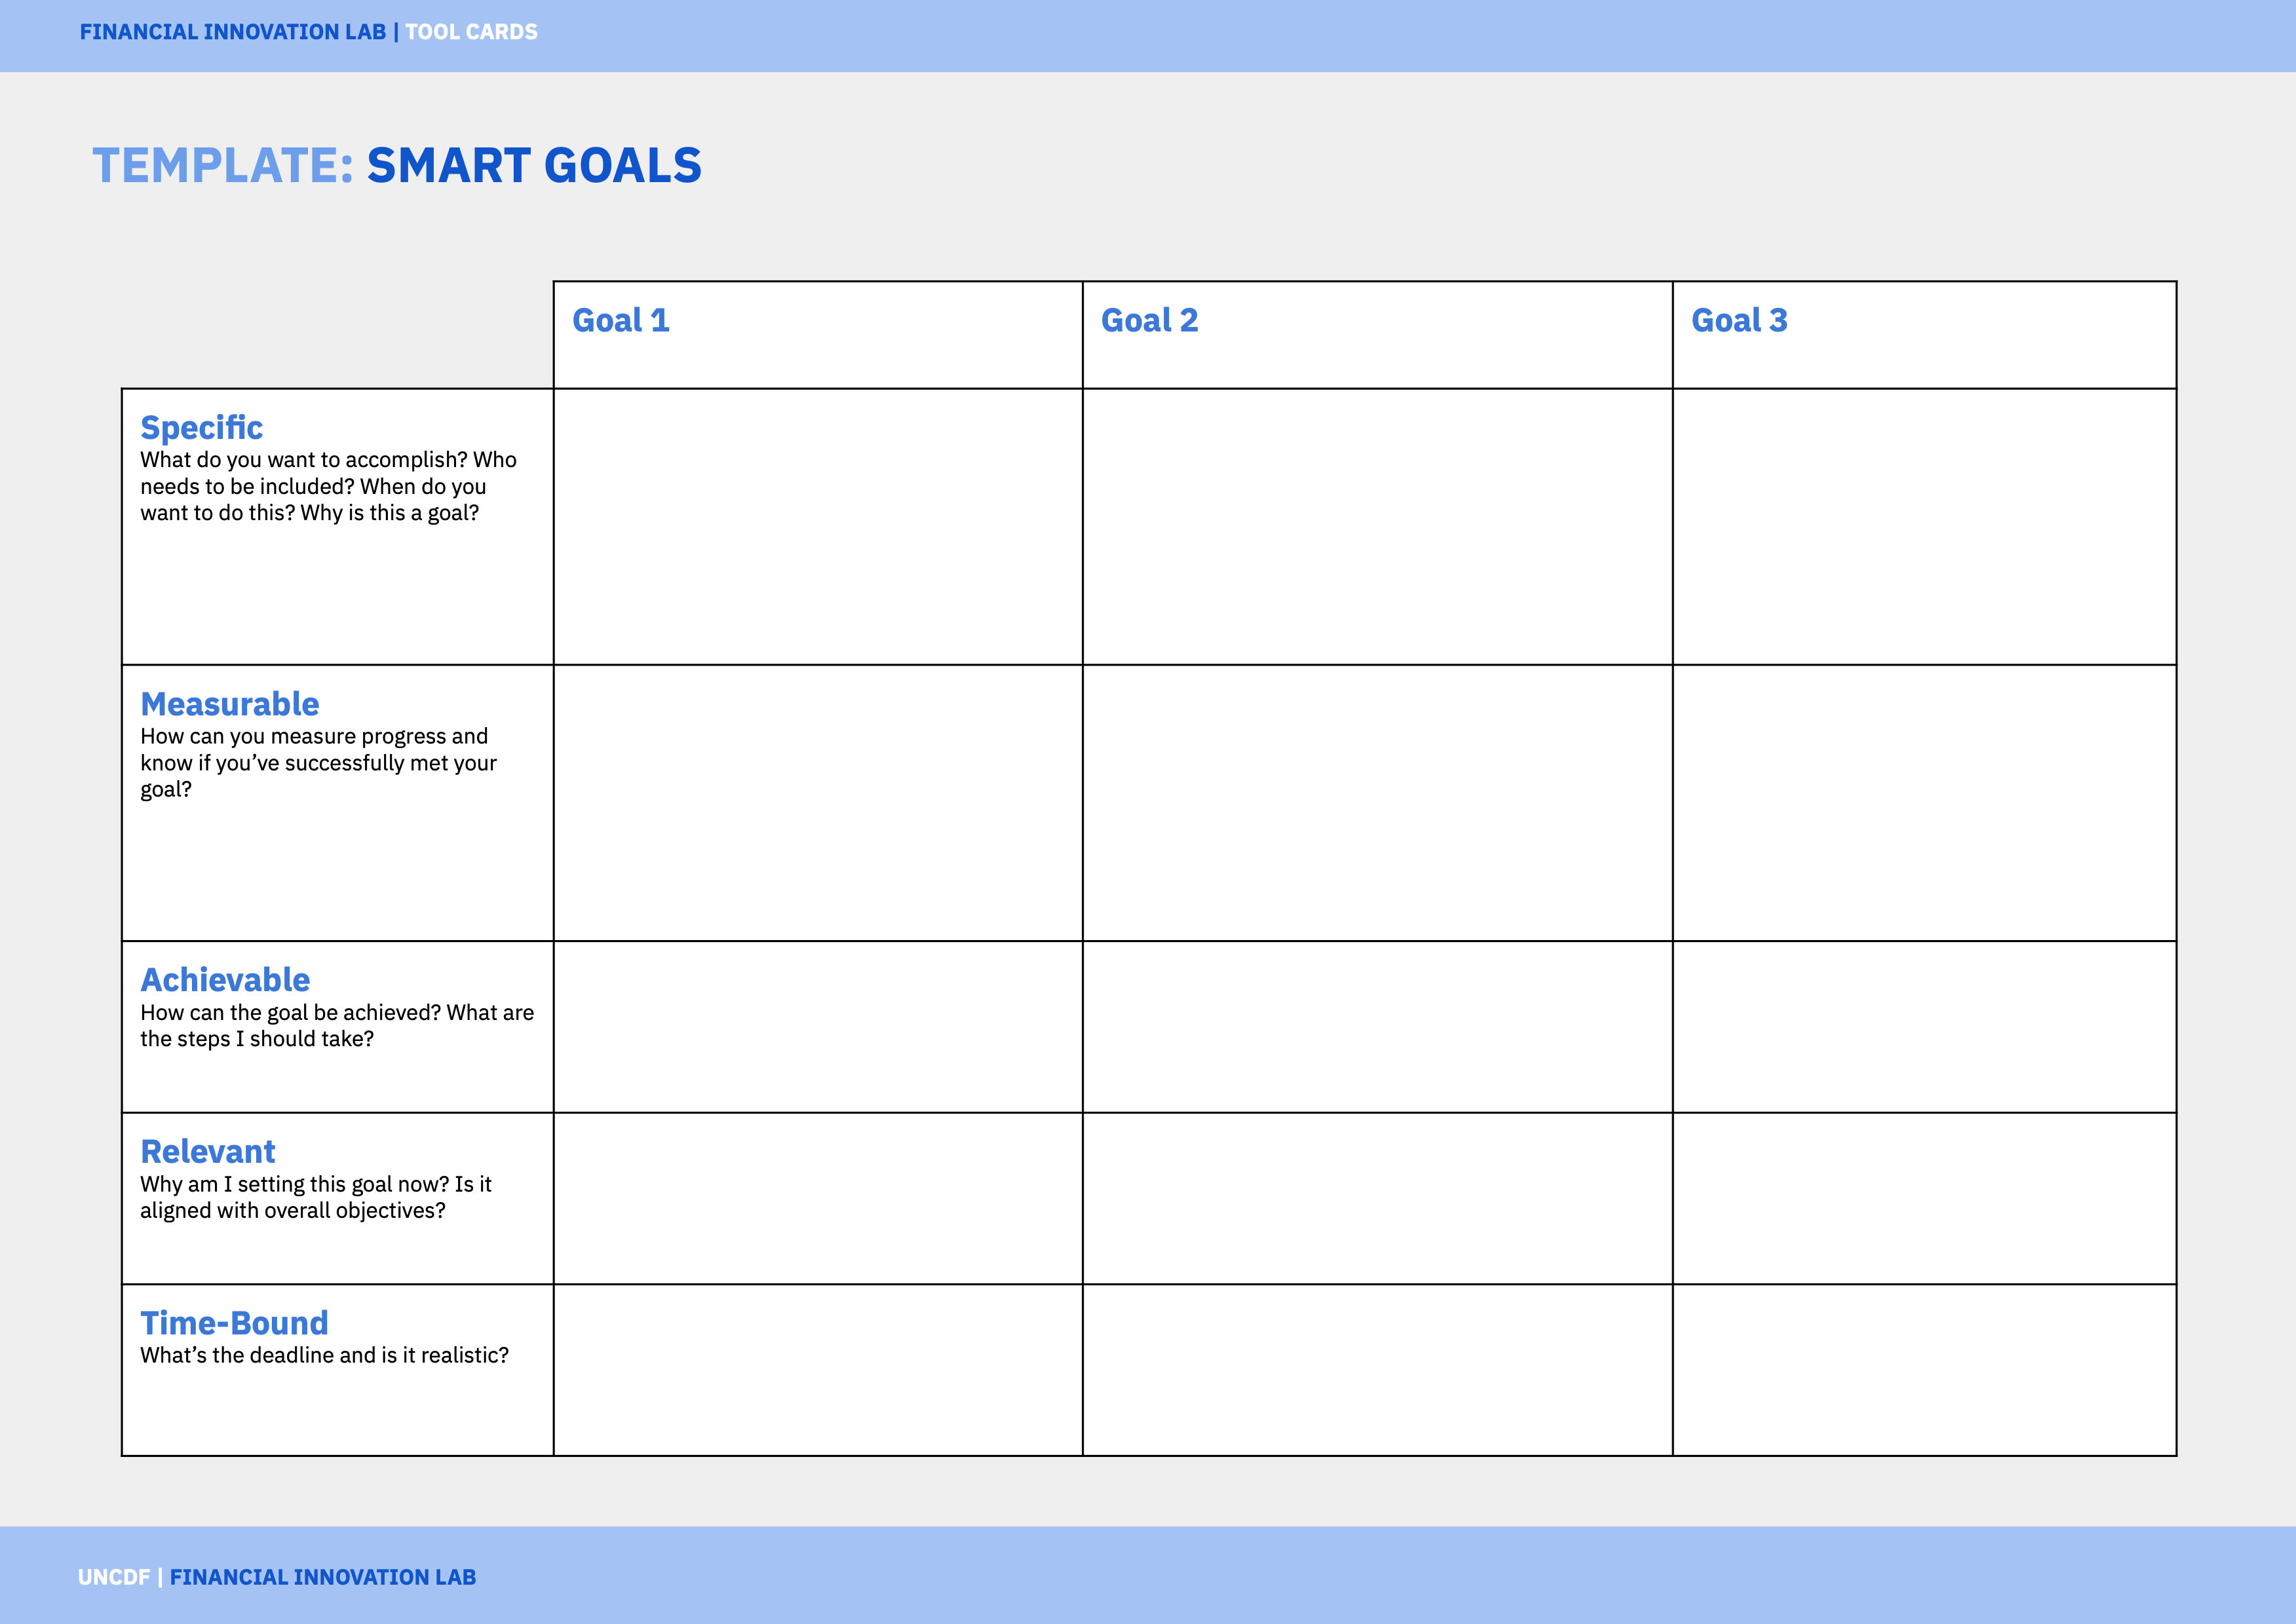 FINANCIAL INNOVATION LAB | TOOL CARDS
TEMPLATE: SMART GOALS
Goal 1
Goal 2
Goal 3
Specific
What do you want to accomplish? Who
needs to be included? When do you
want to do this? Why is this a goal?
Measurable
How can you measure progress and
know if you’ve successfully met your
goal?
Achievable
How can the goal be achieved? What are
the steps I should take?
Relevant
Why am I setting this goal now? Is it
aligned with overall objectives?
Time-Bound
What’s the deadline and is it realistic?
UNCDF | FINANCIAL INNOVATION LAB